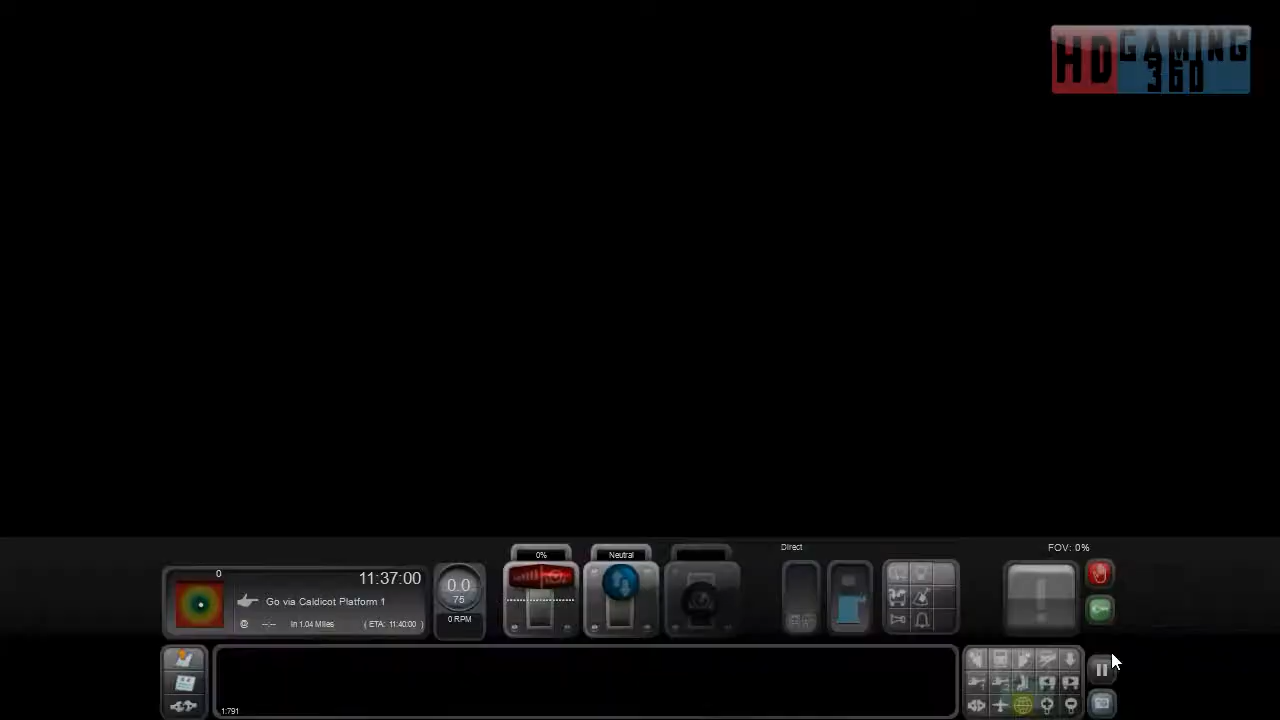 HD GAMING
360
Direct
FOV: 0%
0% Neutral
0
11:37:00
Go via Caldicot Platform 1
@ --:-- In 1.04 Miles ( ETA: 11:40:00 )
0.0
75
0 RPM
1:791